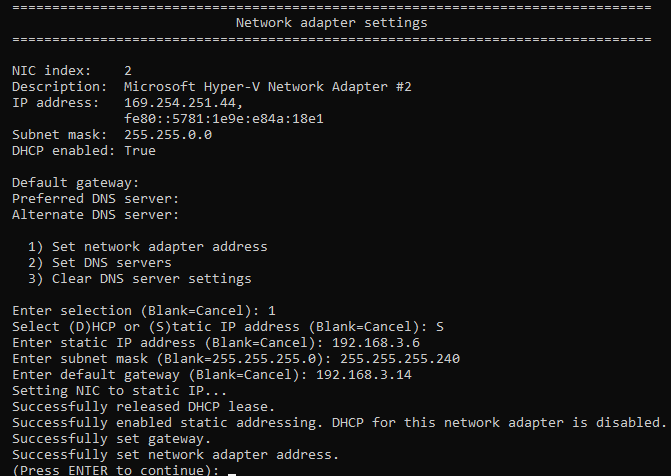 ================================================================================
Network adapter settings
================================================================================
NIC index: 2
Description: Microsoft Hyper-V Network Adapter #2
IP address: 169.254.251.44,
fe80::5781:1e9e:e84a:18e1
Subnet mask: 255.255.0.0
DHCP enabled: True
Default gateway:
Preferred DNS server:
Alternate DNS server:
1) Set network adapter address
2) Set DNS servers
3) Clear DNS server settings
Enter selection (Blank=Cancel): 1
Select (D)HCP or (S)tatic IP address (Blank=Cancel): S
Enter static IP address (Blank=Cancel): 192.168.3.6
Enter subnet mask (Blank=255.255.255.0): 255.255.255.240
Enter default gateway (Blank=Cancel): 192.168.3.14
Setting NIC to static IP...
Successfully released DHCP lease.
Successfully enabled static addressing. DHCP for this network adapter is disabled.
Successfully set gateway.
Successfully set network adapter address.
(Press ENTER to continue): _